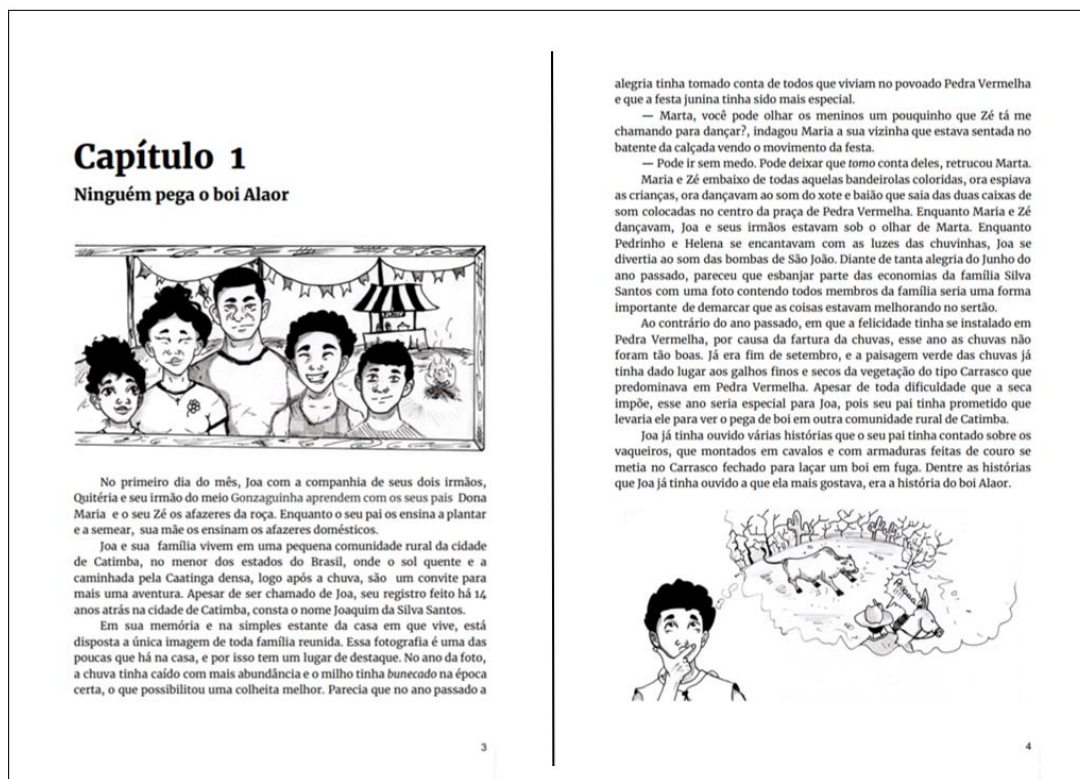 Capítulo 1
Ninguém pega o boi Alaor
No primeiro dia do mês, Joa com a companhia de seus dois irmãos,
Quitéria e seu irmão do meio Gonzaguinha aprendem com os seus pais Dona
Maria e o seu Zé os afazeres da roça. Enquanto o seu pai os ensina a plantar
e a semear, sua mãe os ensinam os afazeres domésticos.
Joa e sua família vivem em uma pequena comunidade rural da cidade
de Catimba, no menor dos estados do Brasil, onde o sol quente e a
caminhada pela Caatinga densa, logo após a chuva, são um convite para
mais uma aventura. Apesar de ser chamado de Joa, seu registro feito há 14
anos atrás na cidade de Catimba, consta o nome Joaquim da Silva Santos.
Em sua memória e na simples estante da casa em que vive, está
disposta a única imagem de toda família reunida. Essa fotografia é uma das
poucas que há na casa, e por isso tem um lugar de destaque. No ano da foto,
a chuva tinha caído com mais abundância e o milho tinha bunecado na época
certa, o que possibilitou uma colheita melhor. Parecia que no ano passado a
3
alegria tinha tomado conta de todos que viviam no povoado Pedra Vermelha
e que a festa junina tinha sido mais especial.
— Marta, você pode olhar os meninos um pouquinho que Zé tá me
chamando para dançar?, indagou Maria a sua vizinha que estava sentada no
batente da calçada vendo o movimento da festa.
— Pode ir sem medo. Pode deixar que tomo conta deles, retrucou Marta.
Maria e Zé embaixo de todas aquelas bandeirolas coloridas, ora espiava
as crianças, ora dançavam ao som do xote e baião que saia das duas caixas de
som colocadas no centro da praça de Pedra Vermelha. Enquanto Maria e Zé
dançavam, Joa e seus irmãos estavam sob o olhar de Marta. Enquanto
Pedrinho e Helena se encantavam com as luzes das chuvinhas, Joa se
divertia ao som das bombas de São João. Diante de tanta alegria do Junho do
ano passado, pareceu que esbanjar parte das economias da família Silva
Santos com uma foto contendo todos membros da família seria uma forma
importante de demarcar que as coisas estavam melhorando no sertão.
Ao contrário do ano passado, em que a felicidade tinha se instalado em
Pedra Vermelha, por causa da fartura da chuvas, esse ano as chuvas não
foram tão boas. Já era fim de setembro, e a paisagem verde das chuvas já
tinha dado lugar aos galhos finos e secos da vegetação do tipo Carrasco que
predominava em Pedra Vermelha. Apesar de toda dificuldade que a seca
impõe, esse ano seria especial para Joa, pois seu pai tinha prometido que
levaria ele para ver o pega de boi em outra comunidade rural de Catimba.
Joa já tinha ouvido várias histórias que o seu pai tinha contado sobre os
vaqueiros, que montados em cavalos e com armaduras feitas de couro se
metia no Carrasco fechado para laçar um boi em fuga. Dentre as histórias
que Joa já tinha ouvido a que ela mais gostava, era a história do boi Alaor.
4